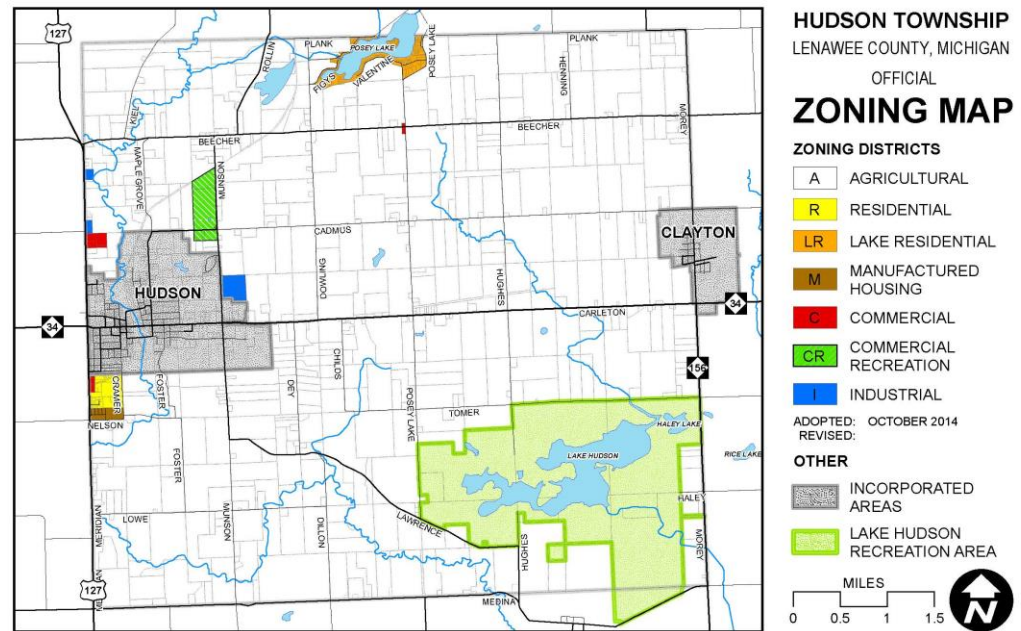 HUDSON TOWNSHIP
LENAWEE COUNTY, MICHIGAN
OFFICIAL
ZONING MAP
ZONING DISTRICTS
A AGRICULTURAL
R RESIDENTIAL
LR LAKE RESIDENTIAL
M MANUFACTURED
HOUSING
C COMMERCIAL
CR COMMERCIAL
RECREATION
I INDUSTRIAL
ADOPTED: OCTOBER 2014
REVISED:
OTHER
INCORPORATED
AREAS
LAKE HUDSON
RECREATION AREA
MILES
0 0.5 1 1.5
N
127
PLANK
POSEY LAKE
PLANK
ROLLIN
FIGYS
VALENTINE
POSEY LAKE
HENNING
KIEL
MOREY
BEECHER
BEECHER
MAPLE GROVE
MUNSON
CADMUS
CLAYTON
HUDSON
DOWLING
HUGHES
34
34
CARLETON
CHILDS
156
CRAMER
FOSTER
DEY
POSEY LAKE
TOMER
NELSON
HALEY LAKE
LAKE HUDSON
RICE LAKE
FOSTER
HALEY
MERIDIAN
LOWE
MUNSON
DILLON
LAWRENCE
HUGHES
MOREY
127
MEDINA